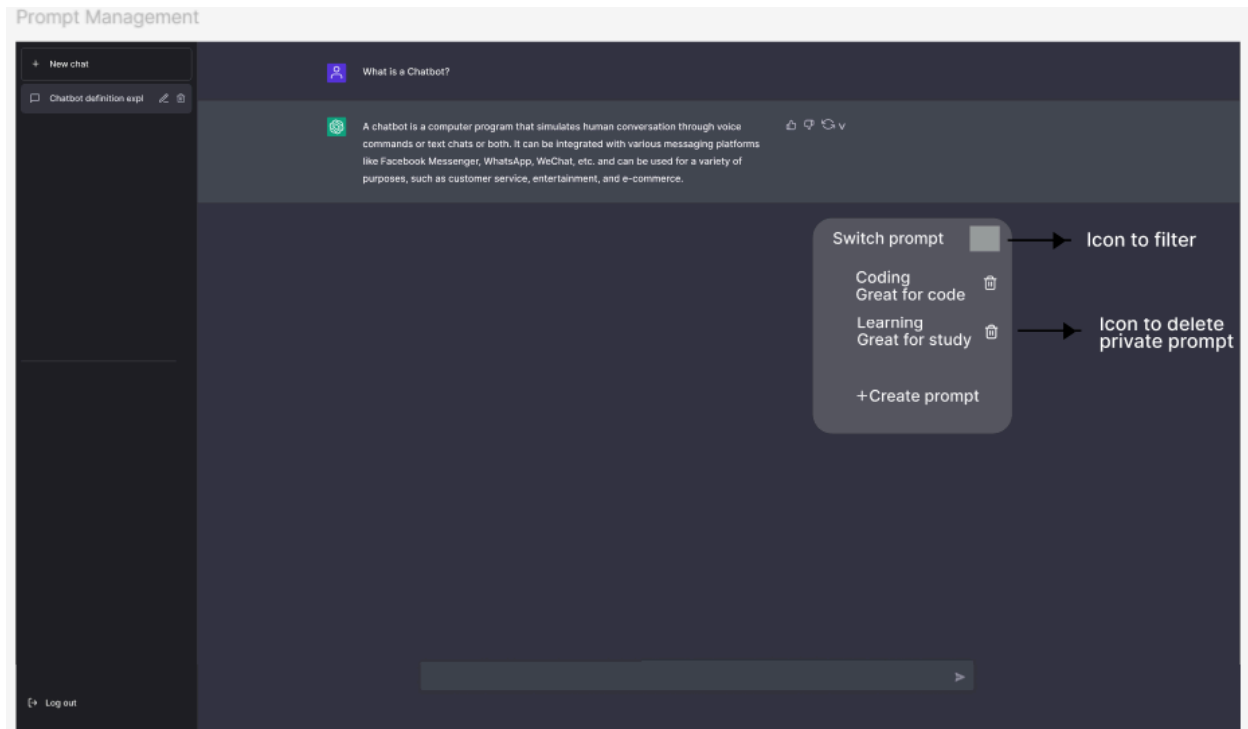 Prompt Management
+ New chat
Chatbot definition expl
What is a Chatbot?
A chatbot is a computer program that simulates human conversation through voice
commands or text chats or both. It can be integrated with various messaging platforms
like Facebook Messenger, WhatsApp, WeChat, etc. and can be used for a variety of
purposes, such as customer service, entertainment, and e-commerce.
Switch prompt
Icon to filter
Coding
Great for code
Learning
Great for study
Icon to delete
private prompt
+Create prompt
Log out